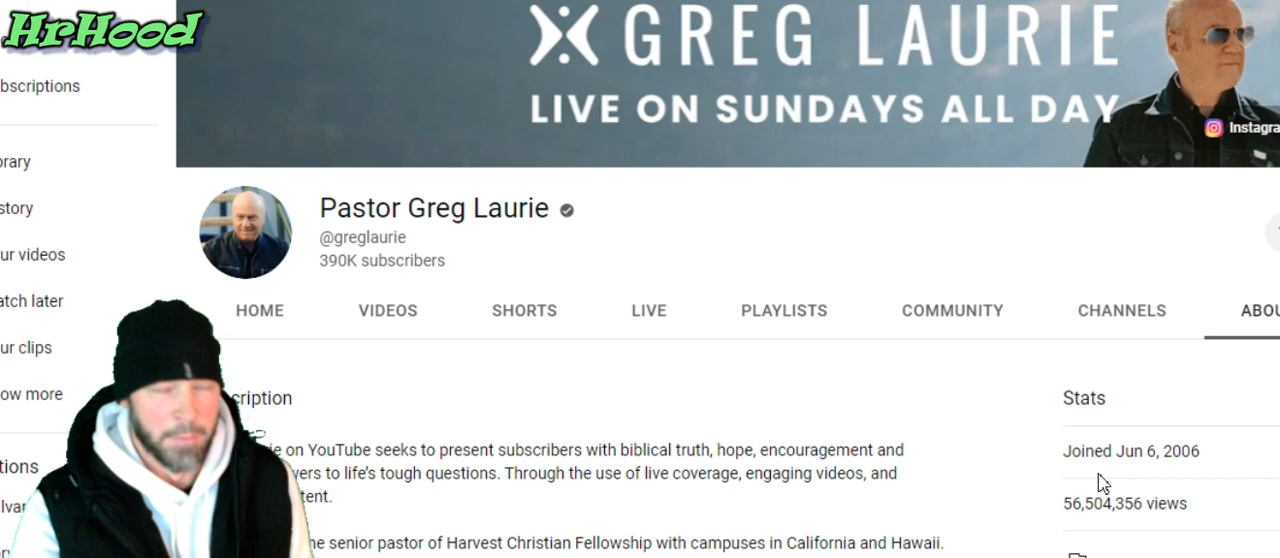 HrHood
GREG LAURIE
LIVE ON SUNDAYS ALL DAY
Instagra
bscriptions
brary
story
ur videos
atch later
ur clips
ow more
tions
lvar
Pastor Greg Laurie
@greglaurie
390K subscribers
HOME VIDEOS SHORTS LIVE PLAYLISTS COMMUNITY CHANNELS ABOU
cription
ie on YouTube seeks to present subscribers with biblical truth, hope, encouragement and
vers to life's tough questions. Through the use of live coverage, engaging videos, and
tent.
he senior pastor of Harvest Christian Fellowship with campuses in California and Hawaii.
Stats
Joined Jun 6, 2006
56,504,356 views